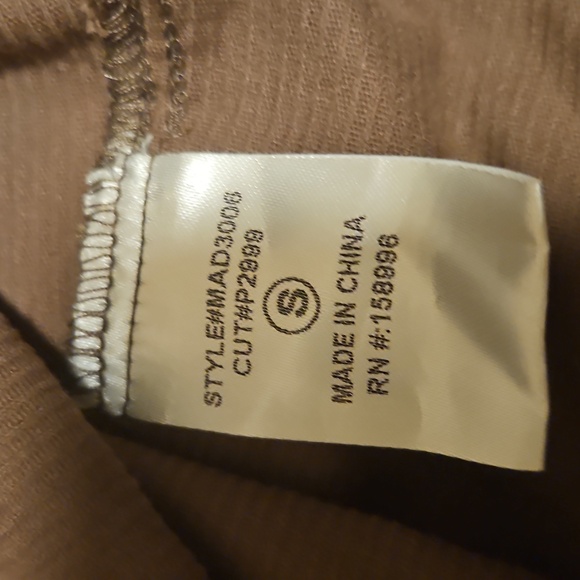 STYLE#MAD3006
CUT#P2999
S
MADE IN CHINA
RN #:158996